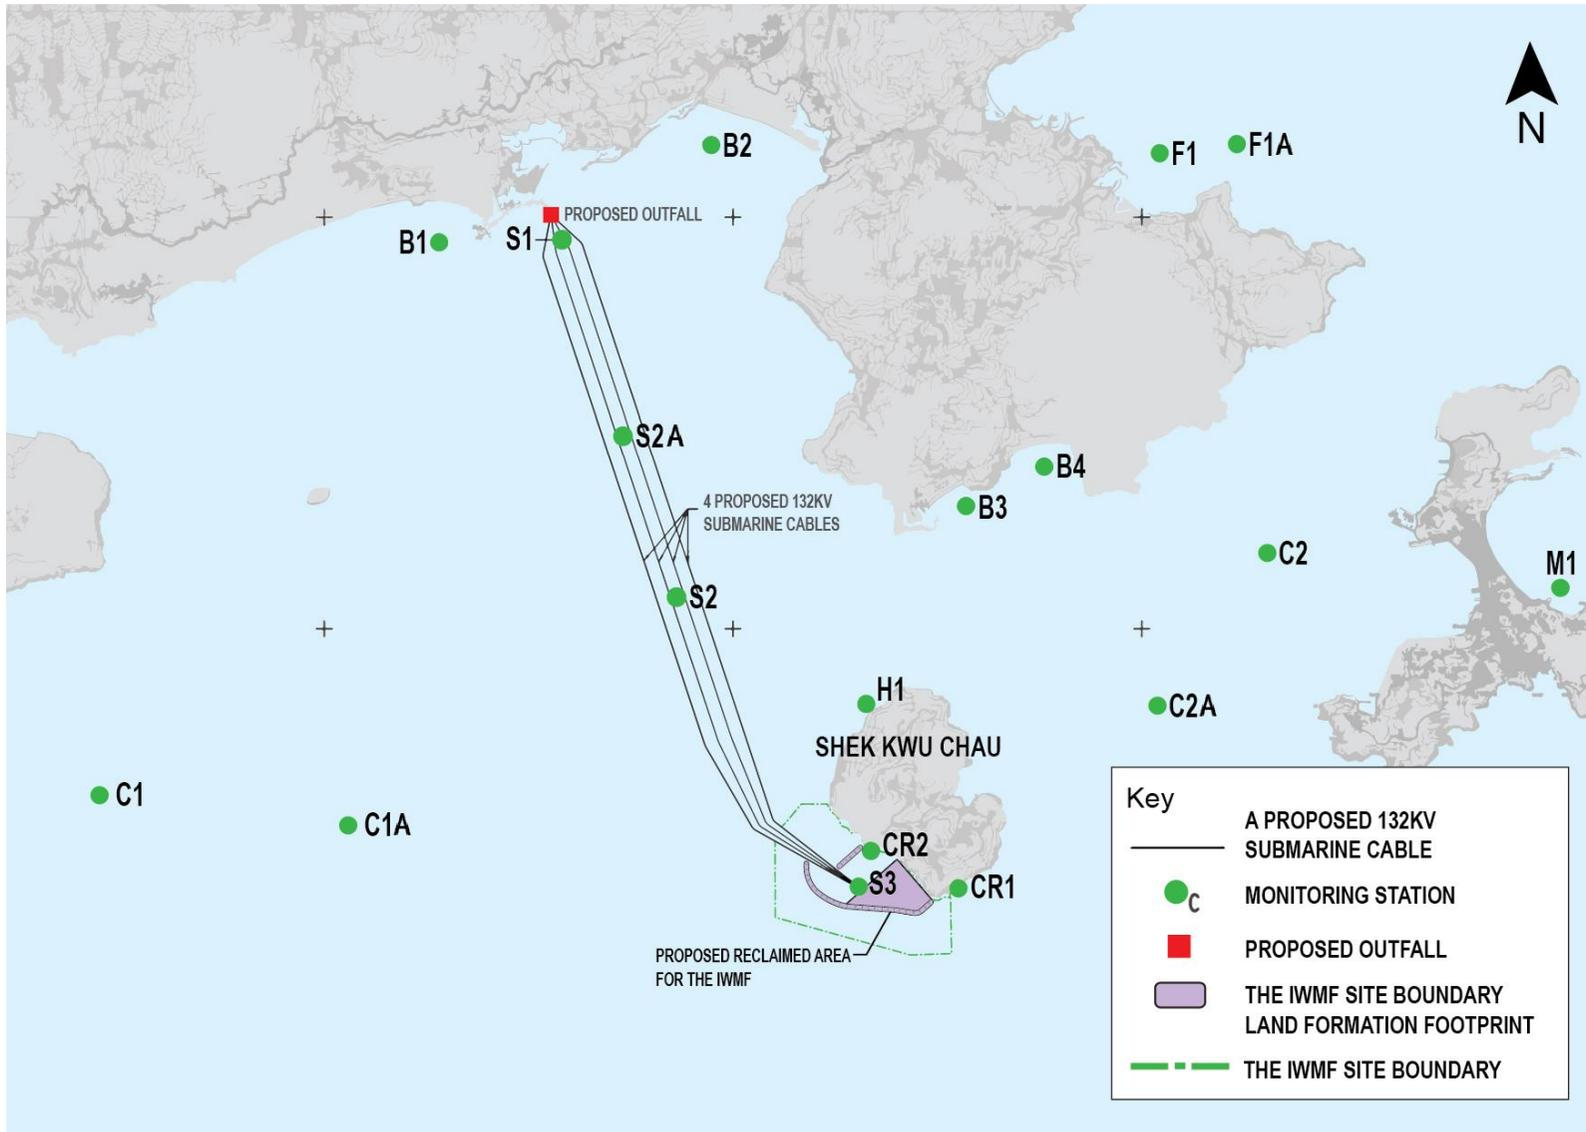 B2
F1
F1A
N
PROPOSED OUTFALL
B1
S1
S2A
B4
4 PROPOSED 132KV
SUBMARINE CABLES
B3
C2
M1
S2
H1
C2A
SHEK KWU CHAU
C1
C1A
CR2
S3
CR1
PROPOSED RECLAIMED AREA
FOR THE IWMF
Key
A PROPOSED 132KV
SUBMARINE CABLE
C
MONITORING STATION
PROPOSED OUTFALL
THE IWMF SITE BOUNDARY
LAND FORMATION FOOTPRINT
THE IWMF SITE BOUNDARY